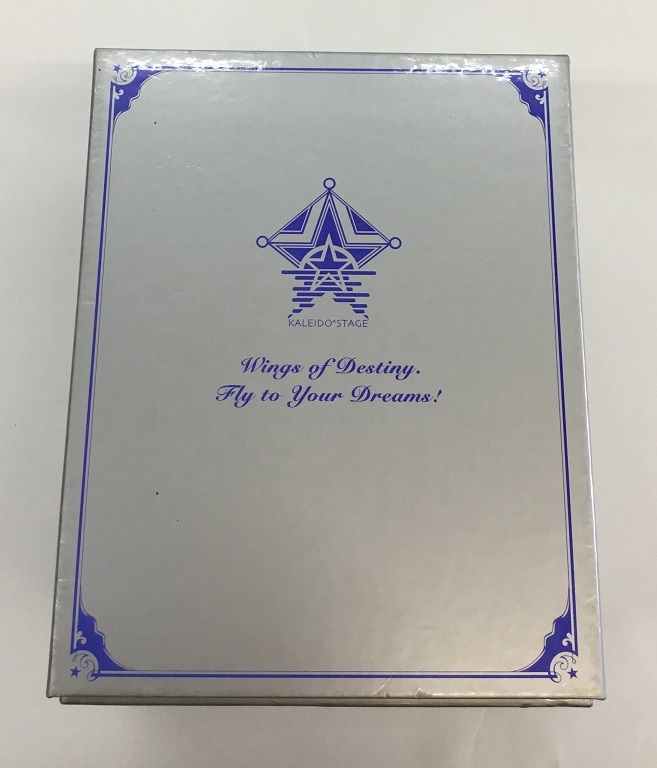 KALEIDO★STAGE
Wings of Destiny.
Fly to Your Dreams!